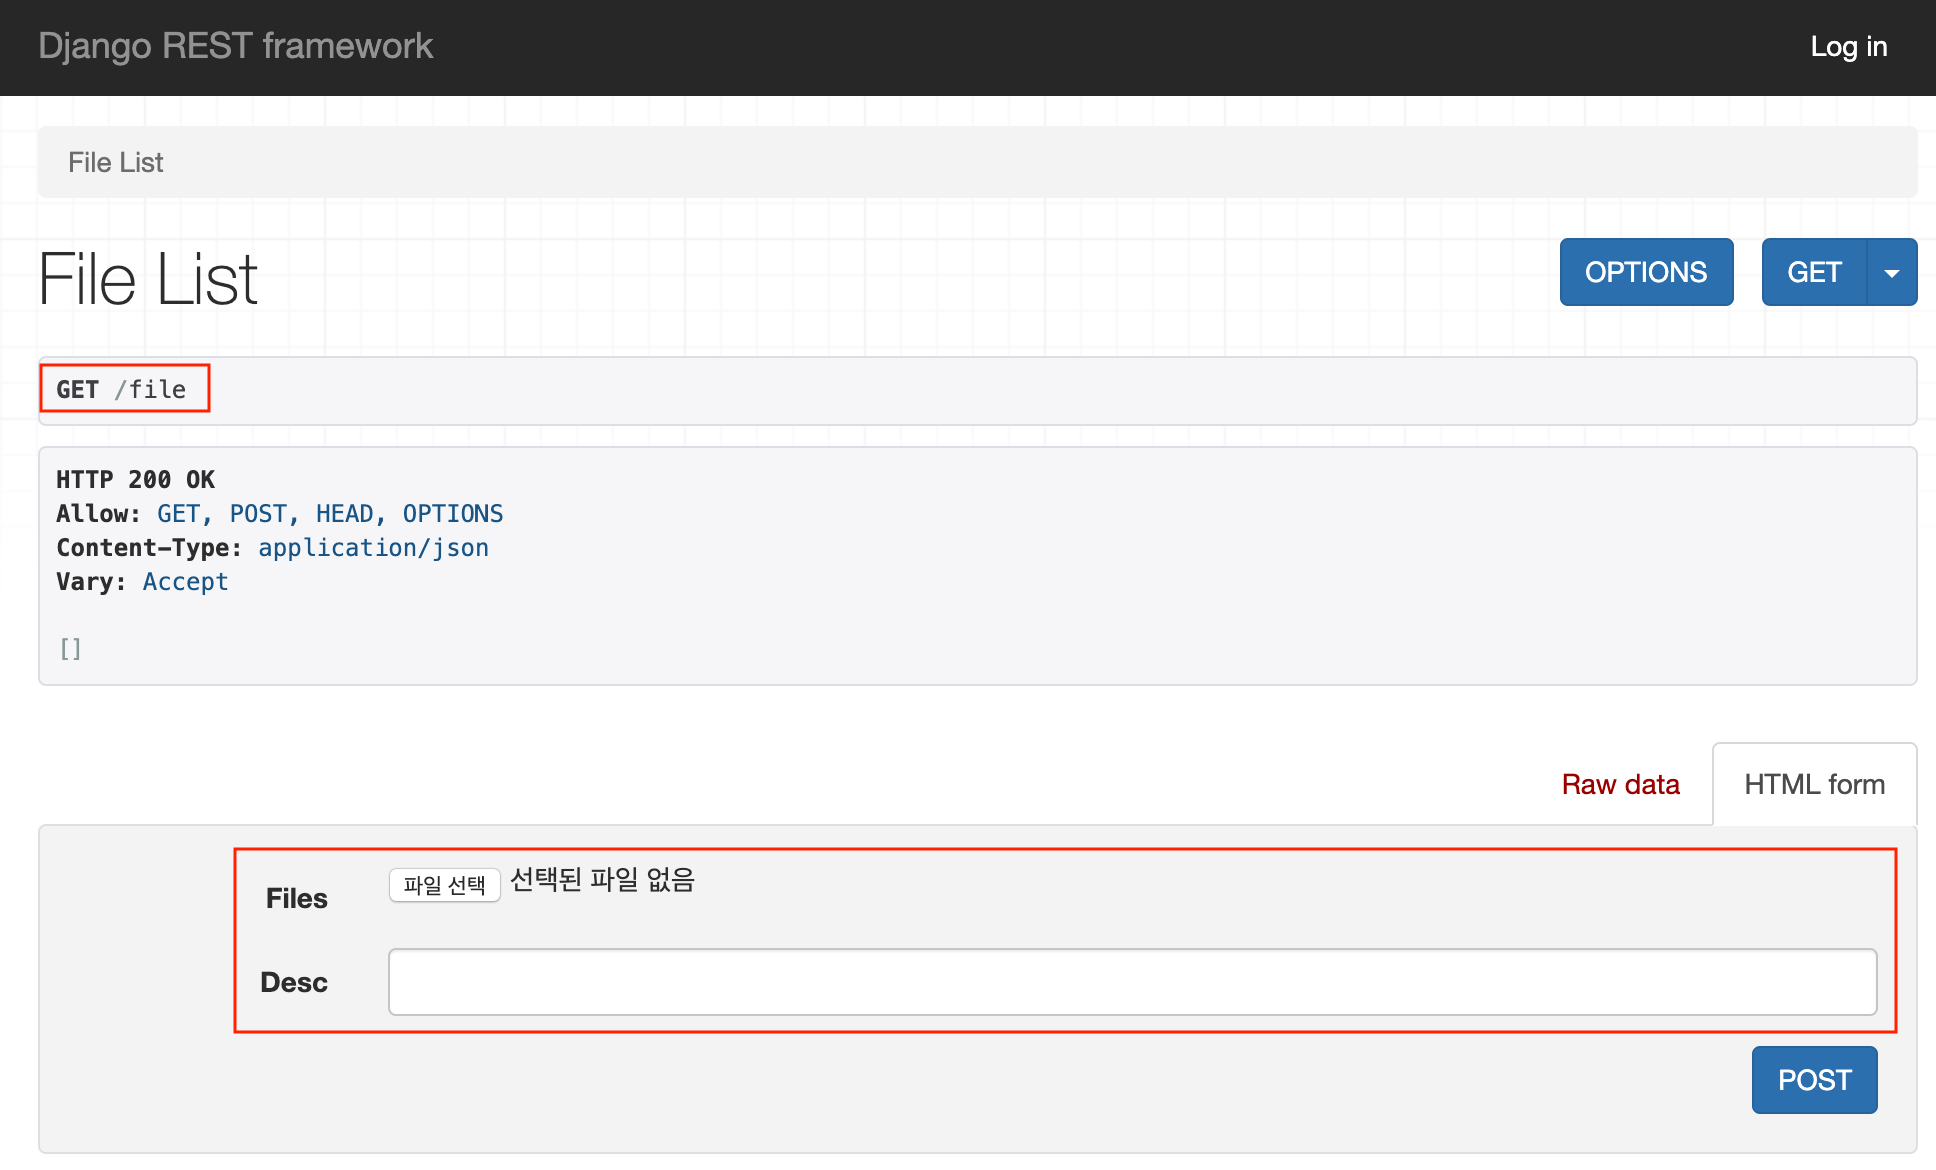 Django REST framework
Log in
File List
File List
OPTIONS
GET
GET /file
HTTP 200 OK
Allow: GET, POST, HEAD, OPTIONS
Content-Type: application/json
Vary: Accept
[]
Raw data
HTML form
Files
파일 선택 선택된 파일 없음
Desc
POST